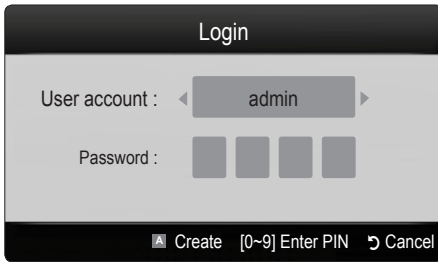 Login
User account : admin
Password :
A Create [0~9] Enter PIN Cancel